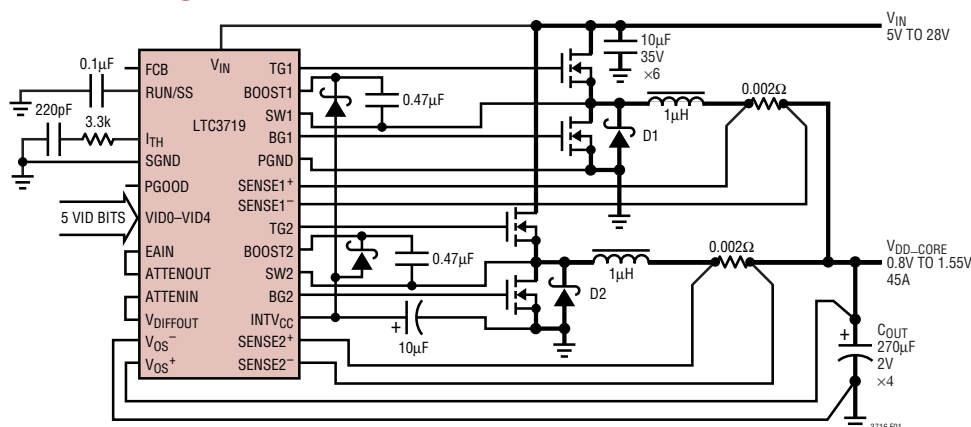 V_IN
5V TO 28V
10µF
35V
×6
0.1µF
220pF
3.3k
5 VID BITS
LTC3719
FCB
RUN/SS
I_TH
SGND
PGOOD
VID0–VID4
EAIN
ATTENOUT
ATTENIN
V_DIFFOUT
V_OS⁻
V_OS⁺
V_IN
TG1
BOOST1
SW1
BG1
PGND
SENSE1⁺
SENSE1⁻
TG2
BOOST2
SW2
BG2
INTV_CC
SENSE2⁺
SENSE2⁻
0.47µF
1µH
0.002Ω
D1
0.47µF
10µF
+
D2
1µH
0.002Ω
V_DD_CORE
0.8V TO 1.55V
45A
+
C_OUT
270µF
2V
×4
3716 F01